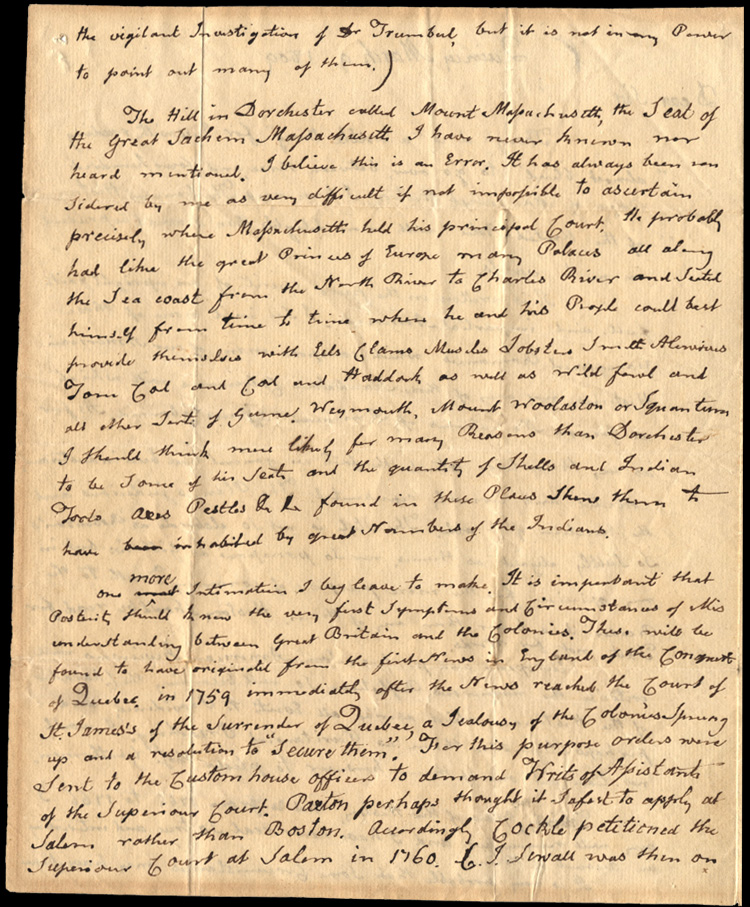 the vigilant Investigation of Dr Trumbul, but it is not in my Power
to point out many of them.)
The Hill in Dorchester called Mount Massachusetts, the Seat of
the Great Sachem Massachusetts I have never known nor
heard mentioned. I believe this is an Error. It has always been con
sidered by me as very difficult if not impossible to ascertain
precisely where Massachusetts held his principal Court. He probably
had like the great Princes of Europe many Palaces all along
the Sea coast from the North River to Charles River and Seated
himself from time to time where he and his People could best
provide themselves with Eels Clams Muscles Lobsters Smelts Alewives
Tom Cod and Cod and Haddock as well as Wild fowl and
all other Sorts of Game. Weymouth, Mount Woolaston or Squantum
I should think more likely for many Reasons than Dorchester
to be Some of his Seats and the quantity of Shells and Indian
Tools Axes Pestles &c &c found in these Places Shew them to
have been inhabited by great Numbers of the Indians.
more
one most Intimation I beg leave to make. It is important that
Posterity should know the very first Symptoms and Circumstances of Mis
understanding between Great Britain and the Colonies. These will be
found to have originated from the first News in England of the Conquest
of Quebec in 1759 immediately after the News reached the Court of
St. James's of the Surrender of Quebec, a Jealousy of the Colonies Sprung
up and a resolution to "Secure them". For this purpose orders were
Sent to the Custom house officers to demand Writs of Assistants
of the Superiour Court. Paxton perhaps thought it Safest to apply at
Salem rather than Boston. Accordingly Cockle petitioned the
Superiour Court at Salem in 1760. C. J. Sewall was then on